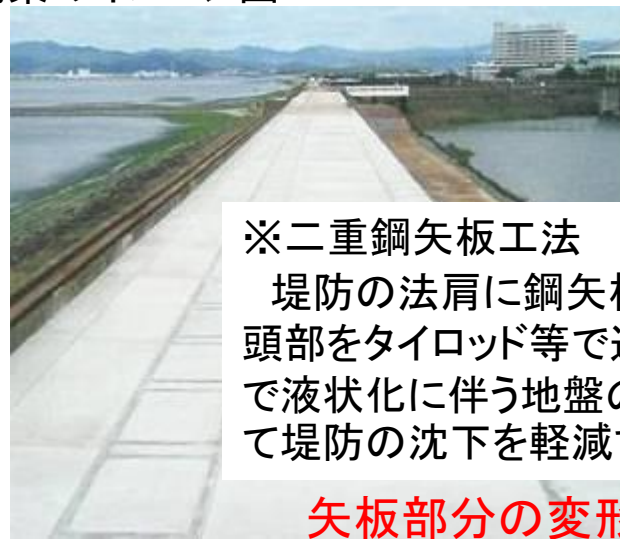 ※二重鋼矢板工法
堤防の法肩に鋼矢
頭部をタイロッド等で
で液状化に伴う地盤の
て堤防の沈下を軽減
矢板部分の変形